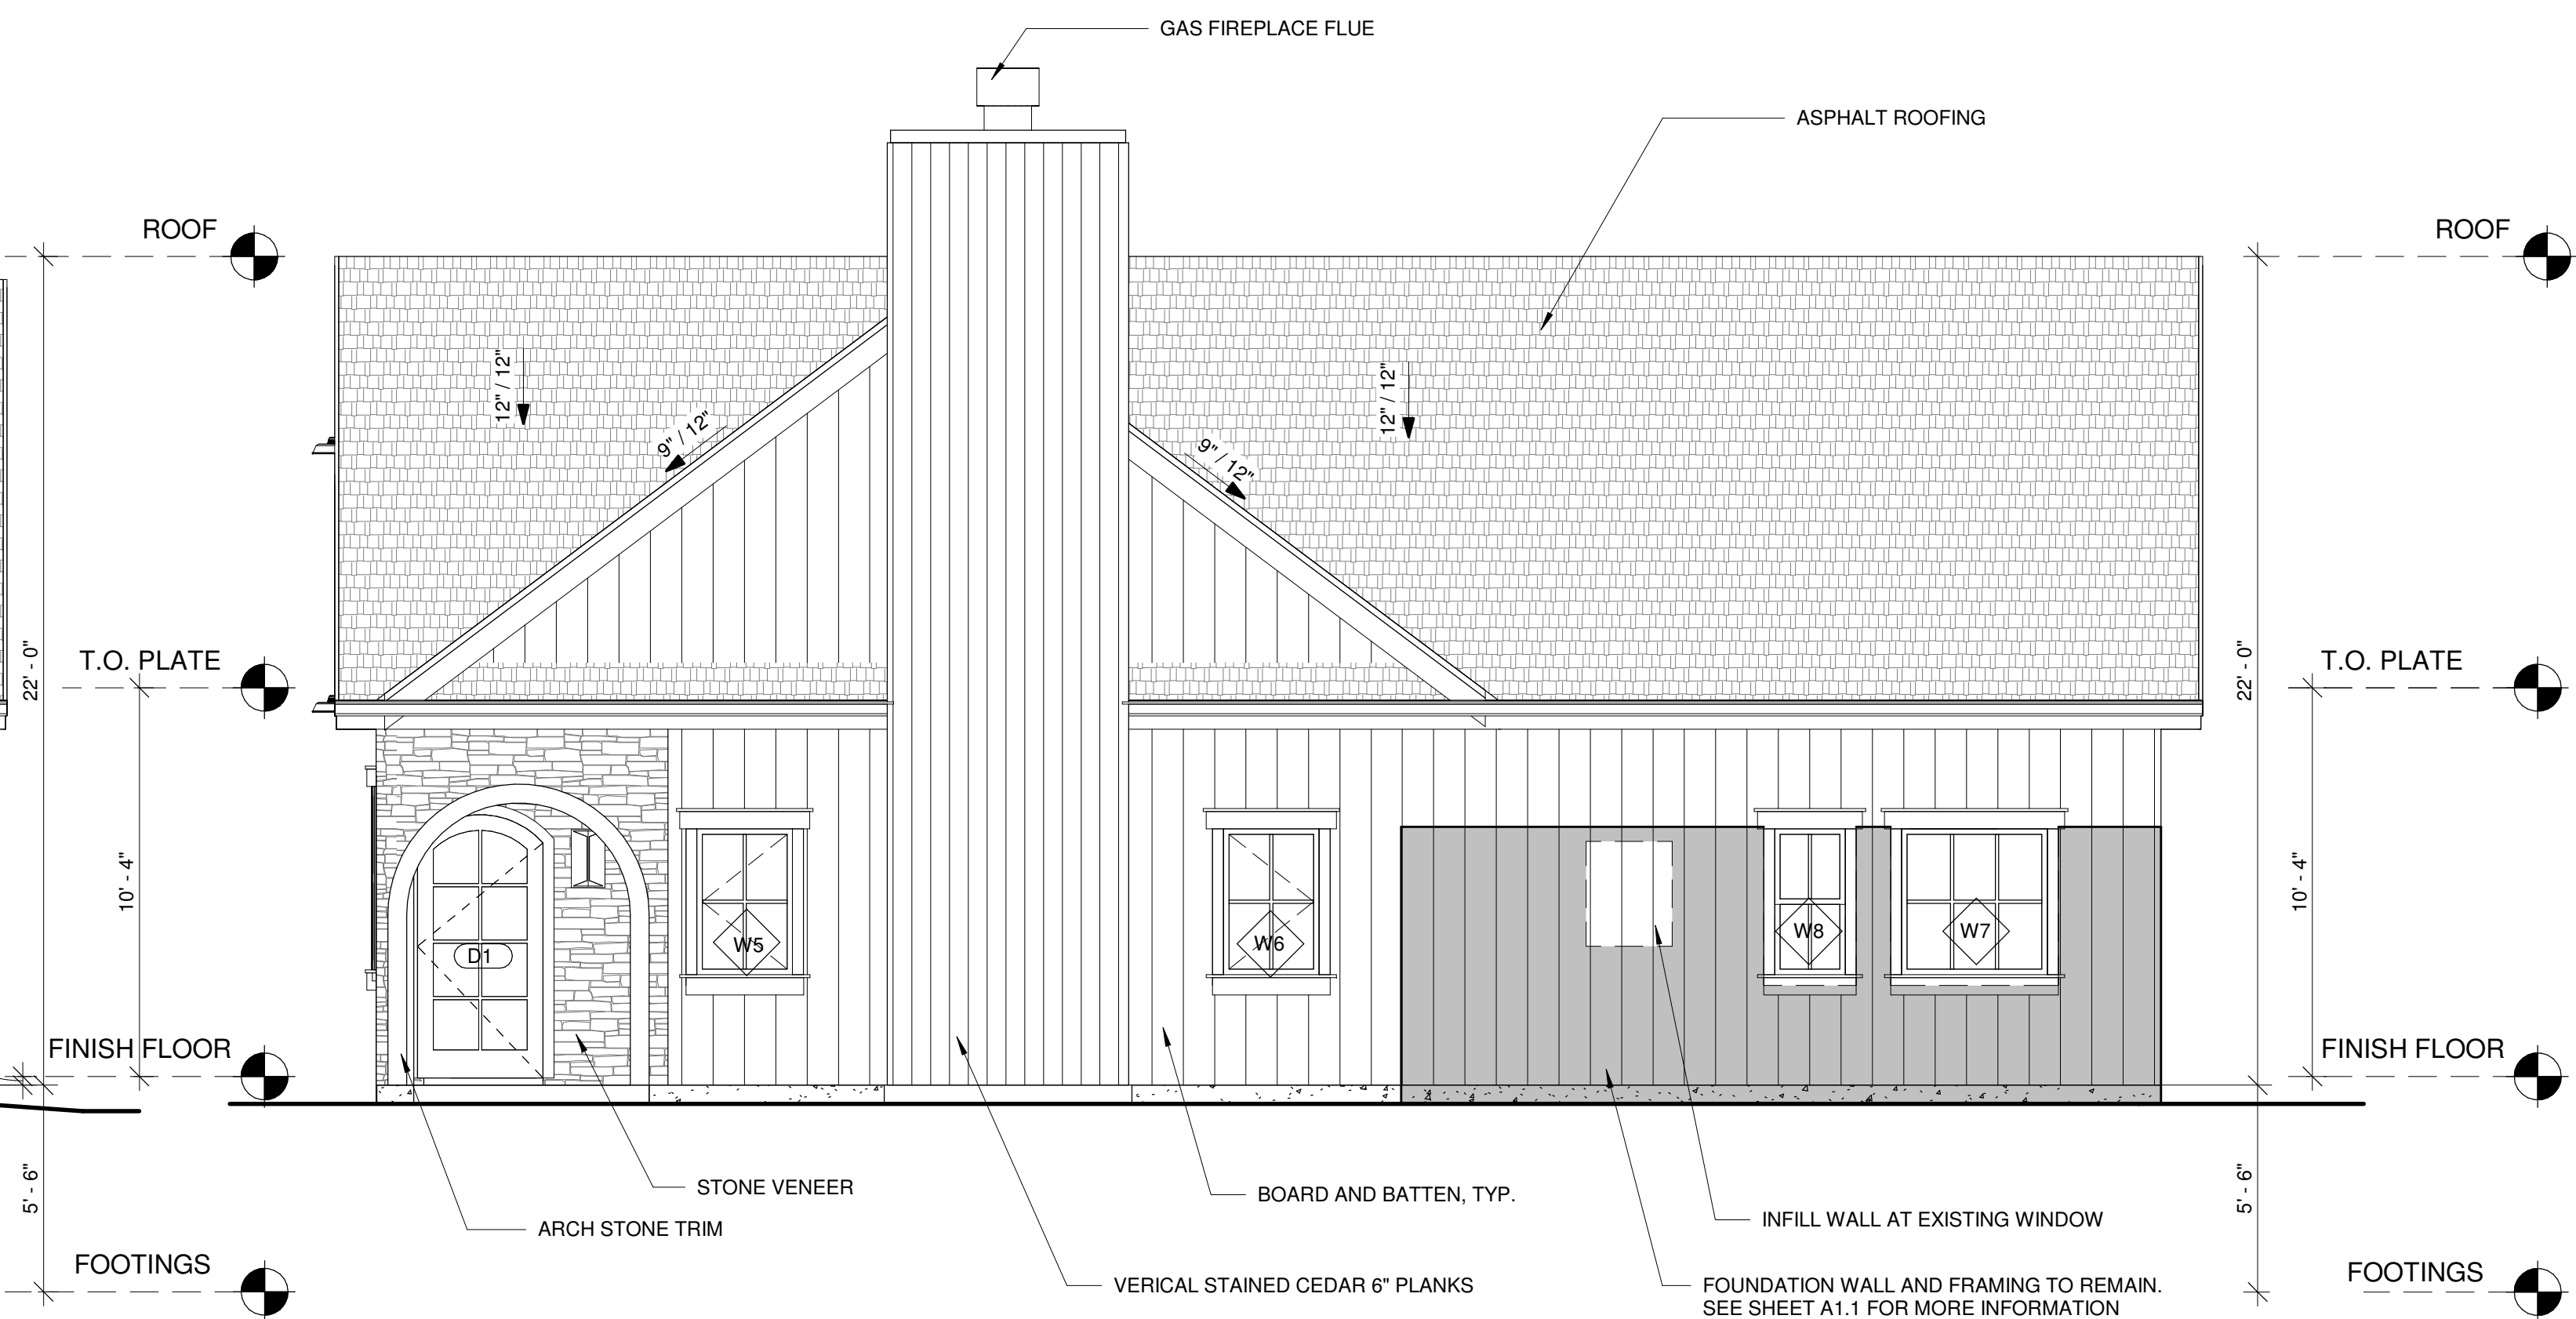 GAS FIREPLACE FLUE
ASPHALT ROOFING
ROOF
ROOF
12" / 12"
9" / 12"
12" / 12"
9" / 12"
22' - 0"
T.O. PLATE
22' - 0"
T.O. PLATE
10' - 4"
10' - 4"
W5
W6
W8
W7
D1
FINISH FLOOR
FINISH FLOOR
5' - 6"
5' - 6"
STONE VENEER
BOARD AND BATTEN, TYP.
ARCH STONE TRIM
INFILL WALL AT EXISTING WINDOW
FOOTINGS
FOOTINGS
VERICAL STAINED CEDAR 6" PLANKS
FOUNDATION WALL AND FRAMING TO REMAIN.
SEE SHEET A1.1 FOR MORE INFORMATION